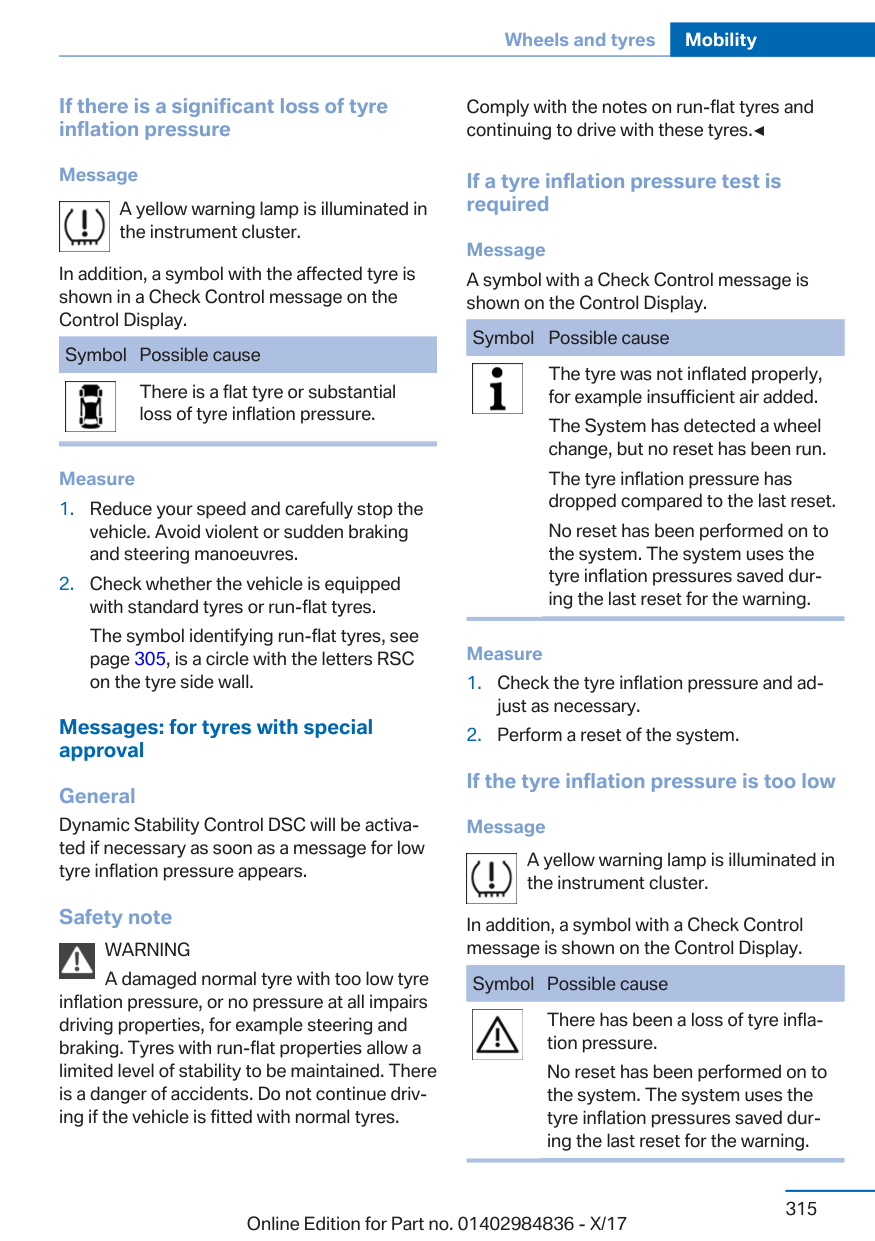 Wheels and tyres Mobility
If there is a significant loss of tyre
inflation pressure
Message
A yellow warning lamp is illuminated in
the instrument cluster.
In addition, a symbol with the affected tyre is
shown in a Check Control message on the
Control Display.
Symbol Possible cause
There is a flat tyre or substantial
loss of tyre inflation pressure.
Measure
1. Reduce your speed and carefully stop the
vehicle. Avoid violent or sudden braking
and steering manoeuvres.
2. Check whether the vehicle is equipped
with standard tyres or run-flat tyres.
The symbol identifying run-flat tyres, see
page 305, is a circle with the letters RSC
on the tyre side wall.
Messages: for tyres with special
approval
General
Dynamic Stability Control DSC will be activa-
ted if necessary as soon as a message for low
tyre inflation pressure appears.
Safety note
WARNING
A damaged normal tyre with too low tyre
inflation pressure, or no pressure at all impairs
driving properties, for example steering and
braking. Tyres with run-flat properties allow a
limited level of stability to be maintained. There
is a danger of accidents. Do not continue driv-
ing if the vehicle is fitted with normal tyres.
Comply with the notes on run-flat tyres and
continuing to drive with these tyres.◄
If a tyre inflation pressure test is
required
Message
A symbol with a Check Control message is
shown on the Control Display.
Symbol Possible cause
The tyre was not inflated properly,
for example insufficient air added.
The System has detected a wheel
change, but no reset has been run.
The tyre inflation pressure has
dropped compared to the last reset.
No reset has been performed on to
the system. The system uses the
tyre inflation pressures saved dur-
ing the last reset for the warning.
Measure
1. Check the tyre inflation pressure and ad-
just as necessary.
2. Perform a reset of the system.
If the tyre inflation pressure is too low
Message
A yellow warning lamp is illuminated in
the instrument cluster.
In addition, a symbol with a Check Control
message is shown on the Control Display.
Symbol Possible cause
There has been a loss of tyre infla-
tion pressure.
No reset has been performed on to
the system. The system uses the
tyre inflation pressures saved dur-
ing the last reset for the warning.
315
Online Edition for Part no. 01402984836 - X/17